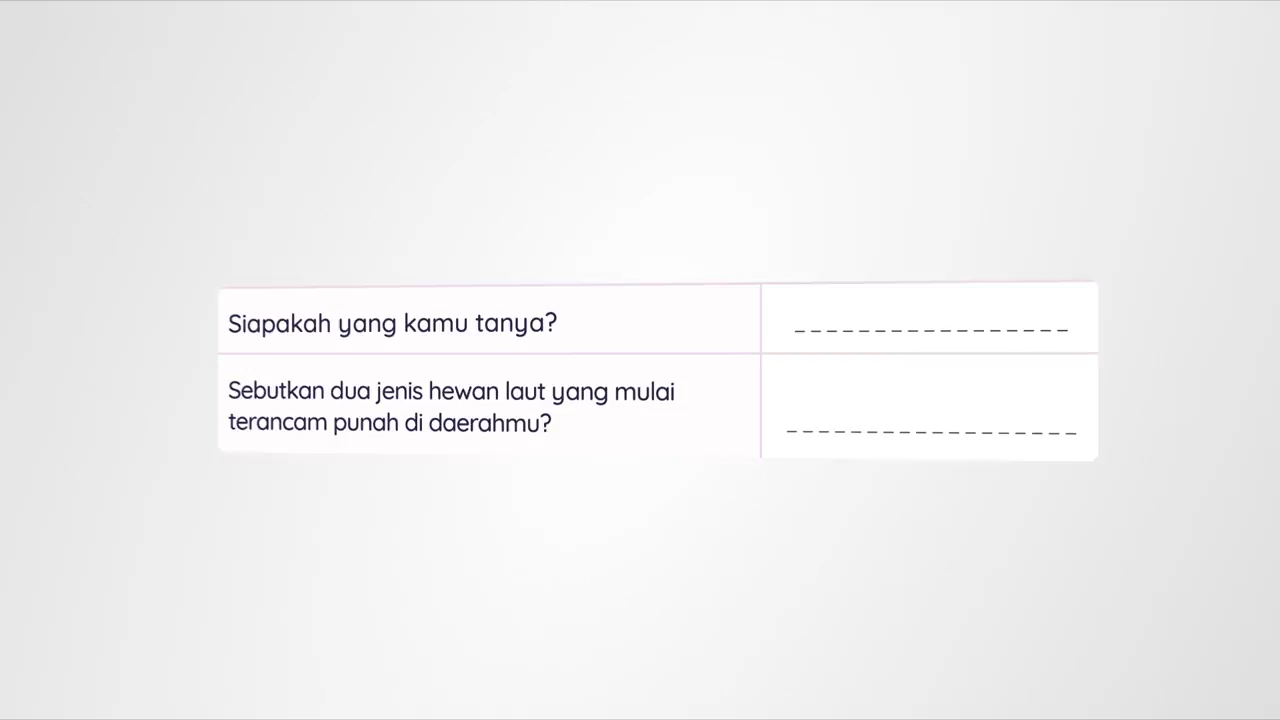 Siapakah yang kamu tanya?
_ _ _ _ _ _ _ _ _ _ _ _ _ _ _ _ _
Sebutkan dua jenis hewan laut yang mulai
terancam punah di daerahmu?
_ _ _ _ _ _ _ _ _ _ _ _ _ _ _ _ _ _